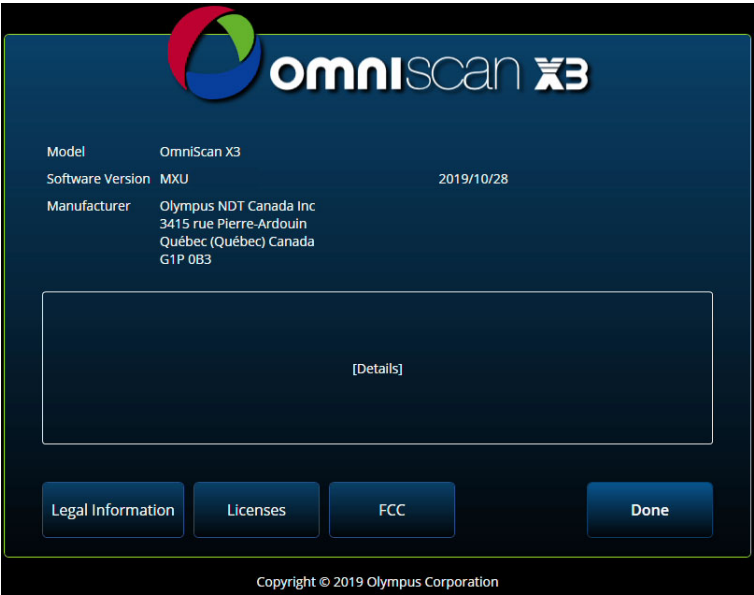 omniscan X3
Model OmniScan X3
Software Version MXU 2019/10/28
Manufacturer Olympus NDT Canada Inc
3415 rue Pierre-Ardouin
Québec (Québec) Canada
G1P 0B3
[Details]
Legal Information Licenses FCC Done
Copyright © 2019 Olympus Corporation